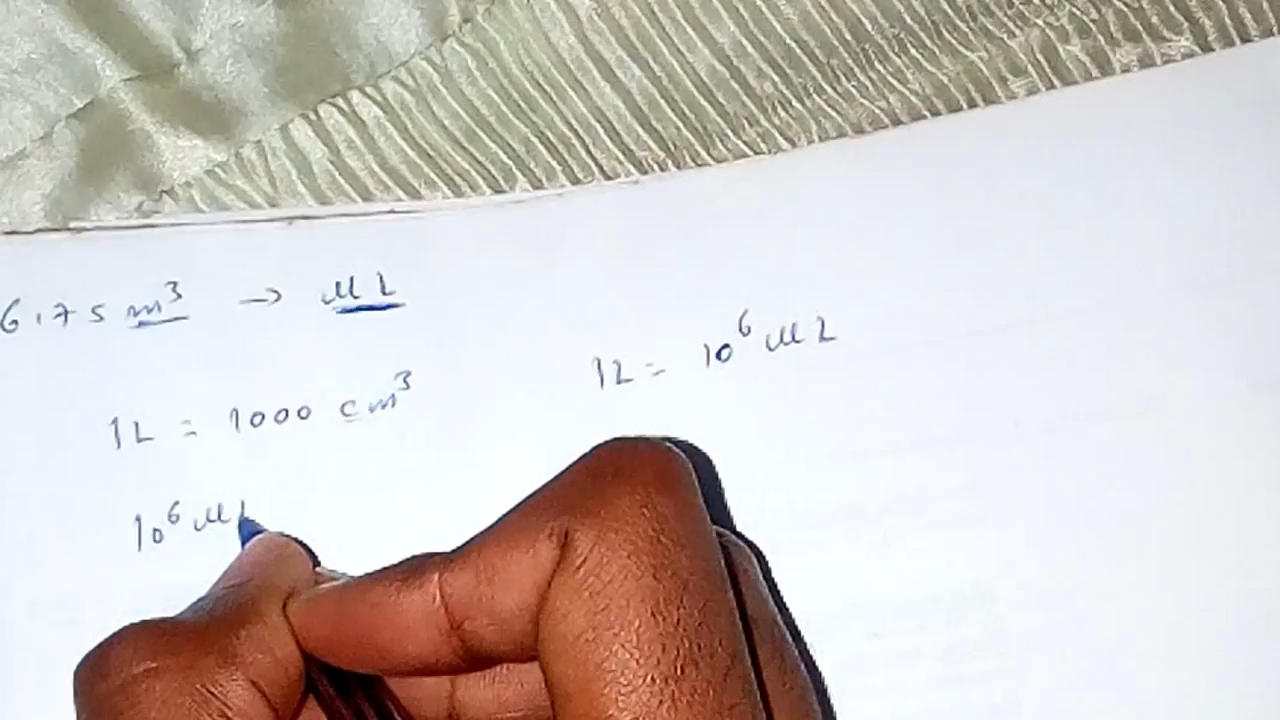 6.75 m³ → μL
1L = 1000 cm³
1L = 10⁶ μL
10⁶ μL